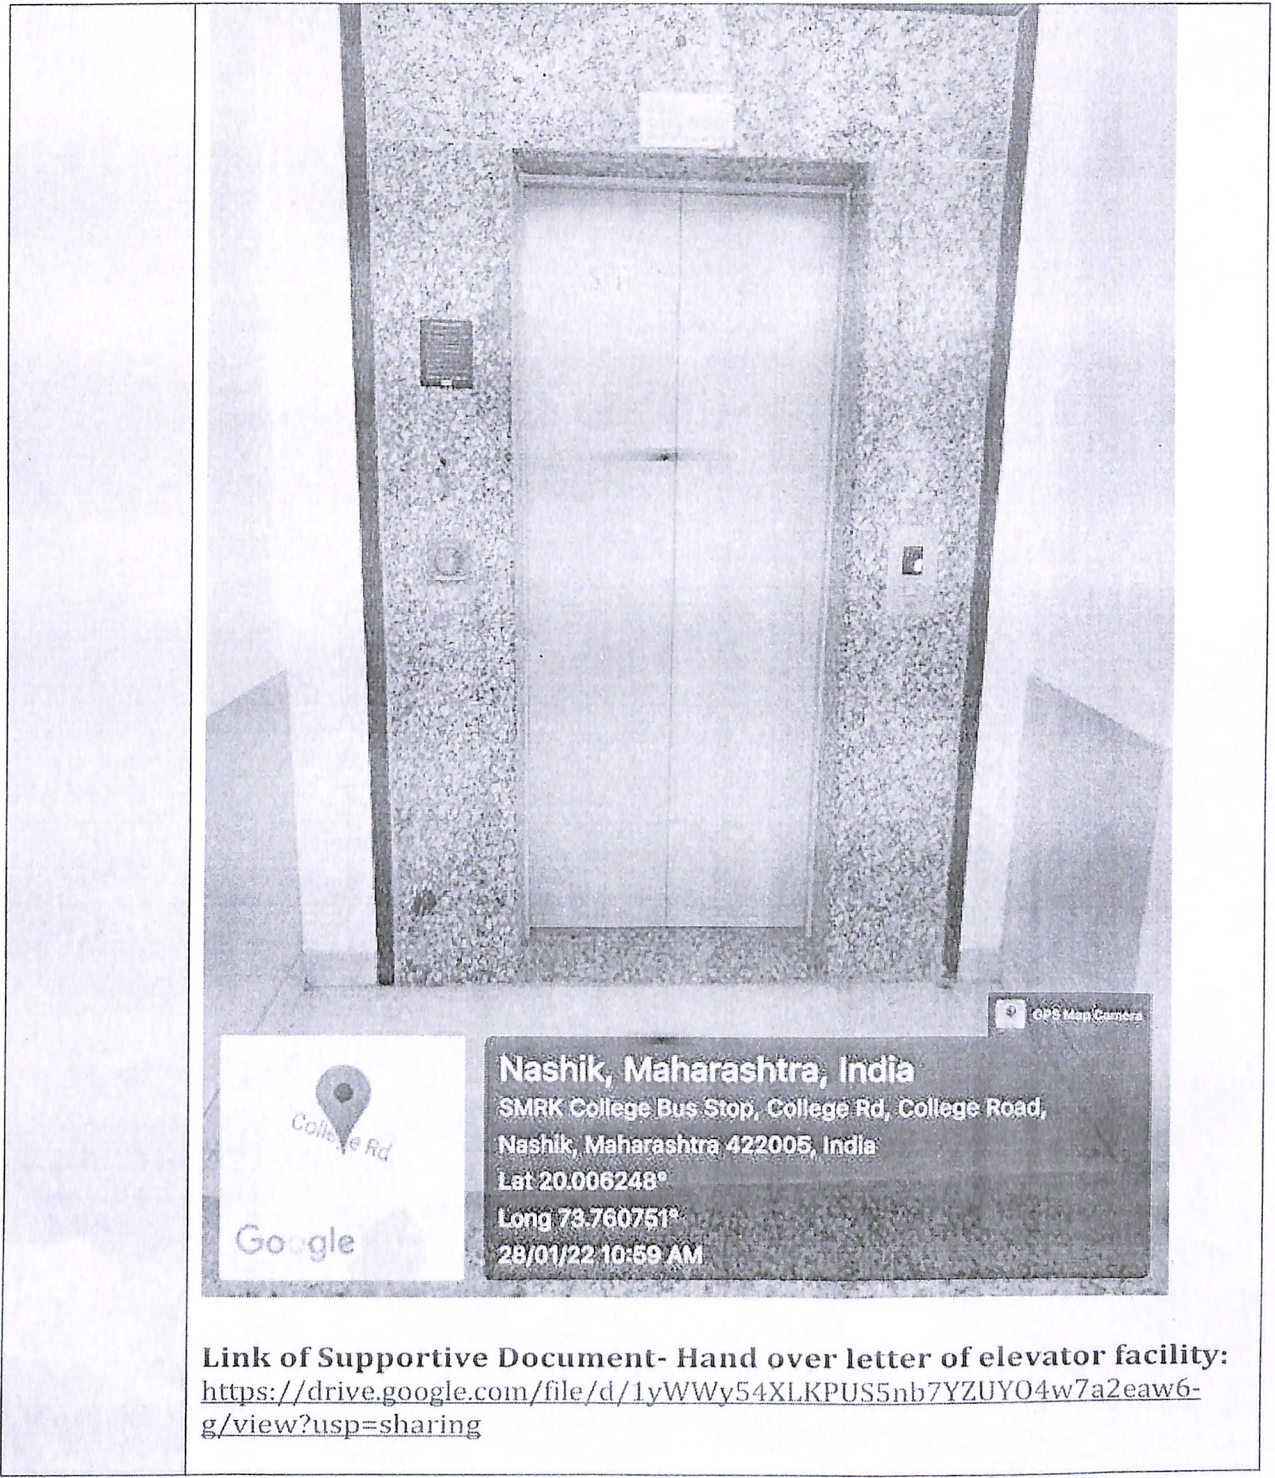 GPS Map Camera
College Rd
Google
Nashik, Maharashtra, India
SMRK College Bus Stop, College Rd, College Road,
Nashik, Maharashtra 422005, India
Lat 20.006248°
Long 73.760751°
28/01/22 10:59 AM
Link of Supportive Document- Hand over letter of elevator facility:
https://drive.google.com/file/d/1yWWy54XLKPUS5nb7YZUYO4w7a2eaw6-
g/view?usp=sharing